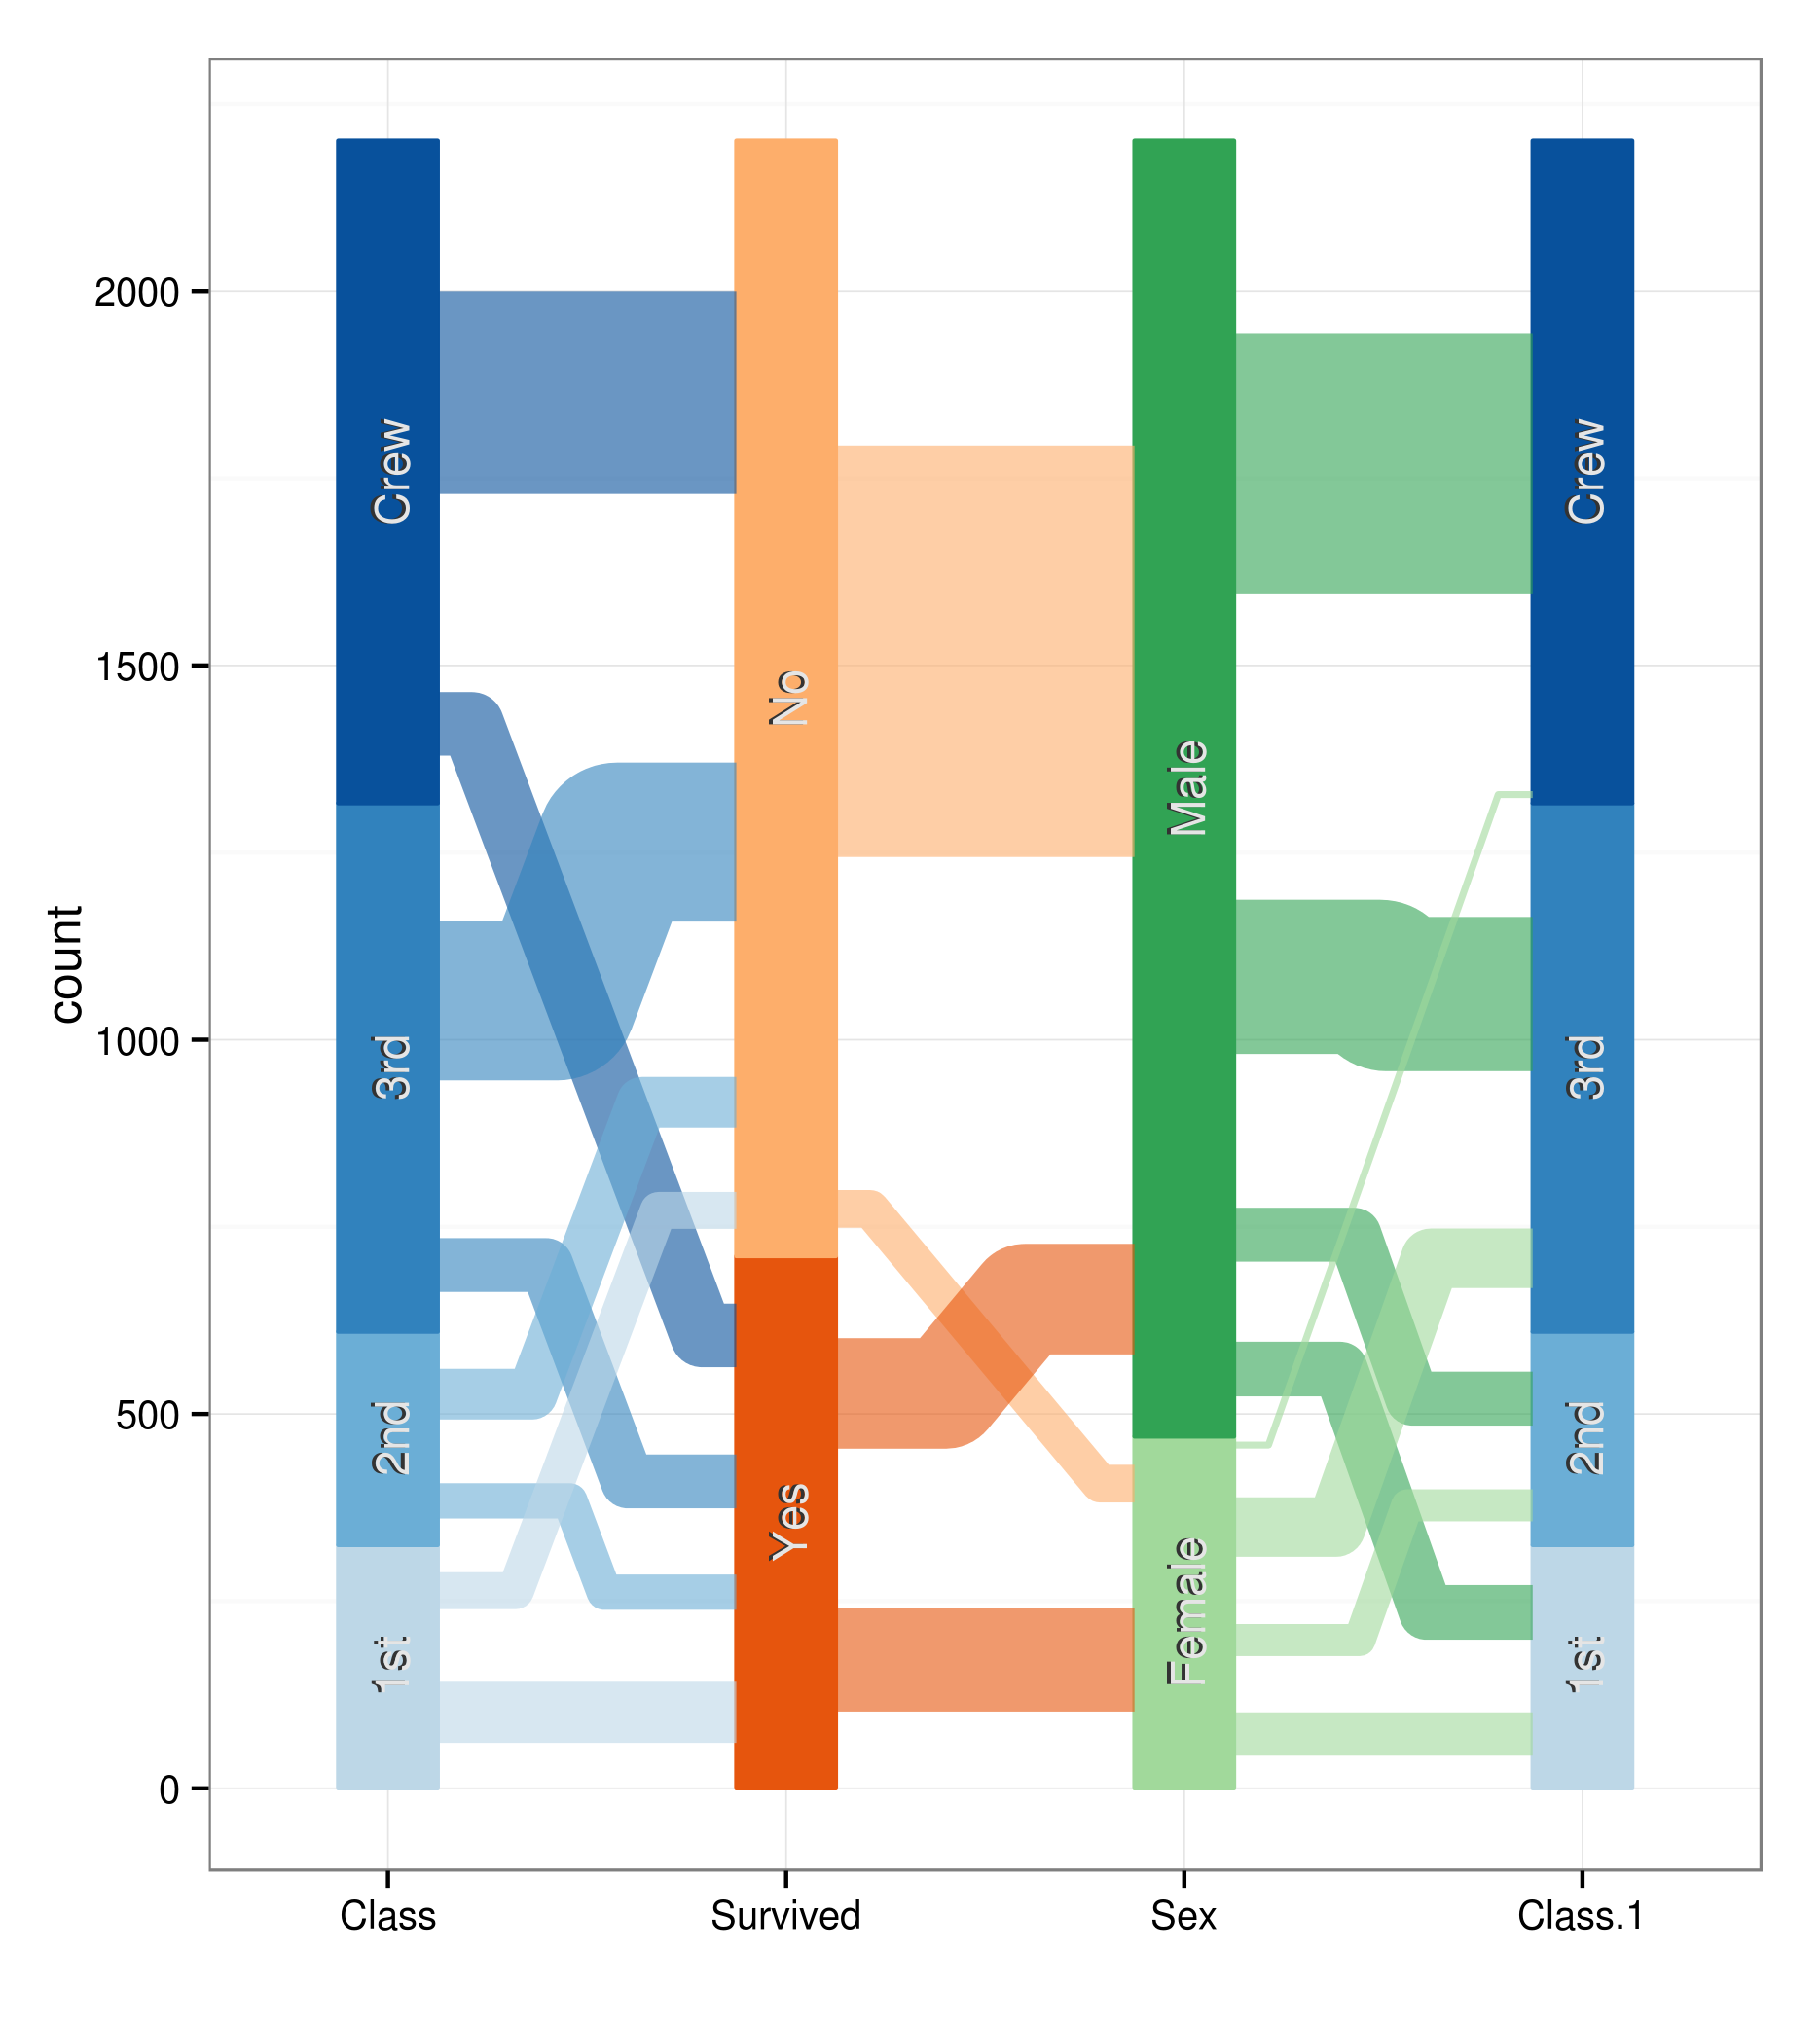 count
2000
1500
1000
500
0
Crew
3rd
2nd
1st
No
Yes
Male
Female
Crew
3rd
2nd
1st
Class
Survived
Sex
Class.1